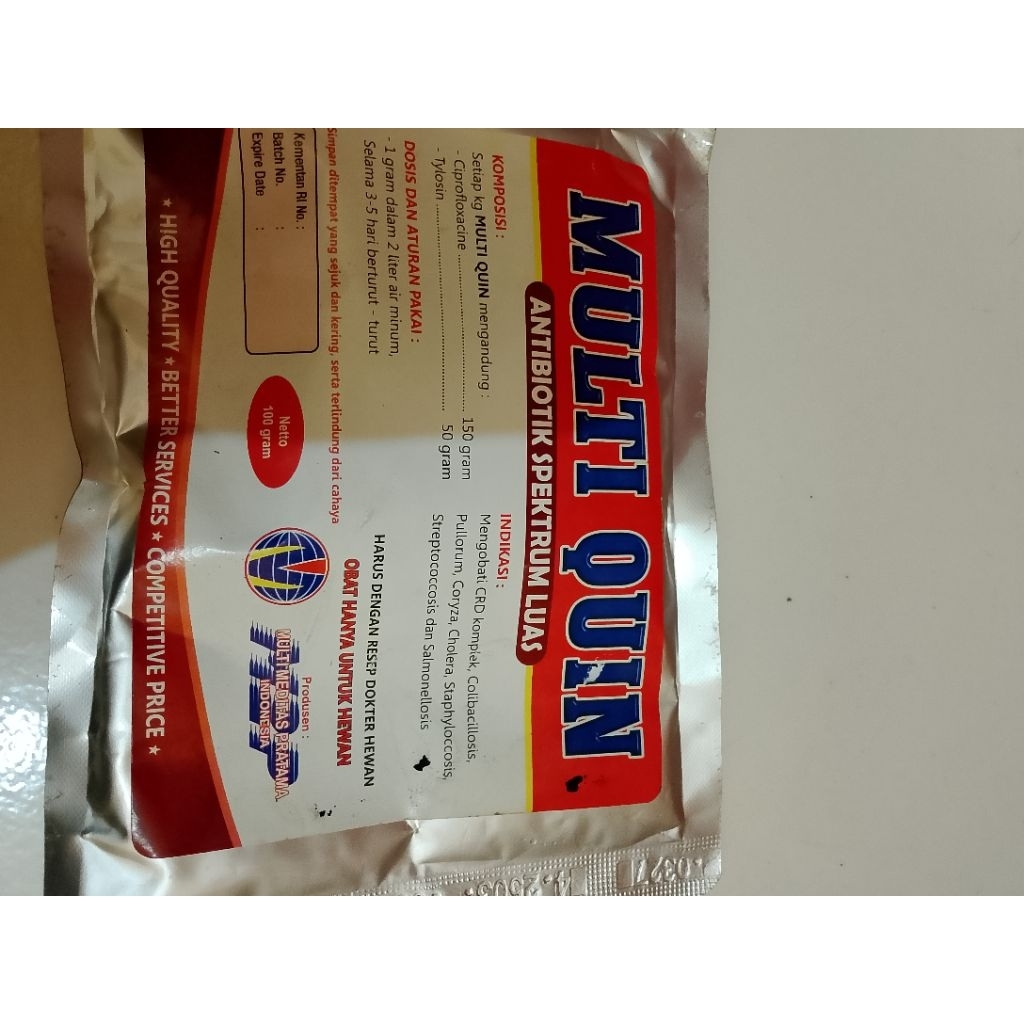 MULTI QUIN
ANTIBIOTIK SPEKTRUM LUAS
KOMPOSISI :
Setiap kg MULTI QUIN mengandung :
- Ciprofloxacine ........................................ 150 gram
- Tylosin .................................................... 50 gram
DOSIS DAN ATURAN PAKAI :
- 1 gram dalam 2 liter air minum,
Selama 3-5 hari berturut - turut
INDIKASI :
Mengobati CRD komplek, Colibacillosis,
Pullorum, Coryza, Cholera, Staphyloccosis,
Streptococcosis dan Salmonellosis
HARUS DENGAN RESEP DOKTER HEWAN
OBAT HANYA UNTUK HEWAN
Simpan ditempat yang sejuk dan kering, serta terlindung dari cahaya
Kementan RI No. :
Batch No. :
Expire Date :
Netto
100 gram
Produsen :
MULTI MEDITAS PRATAMA
INDONESIA
★ HIGH QUALITY ★ BETTER SERVICES ★ COMPETITIVE PRICE ★